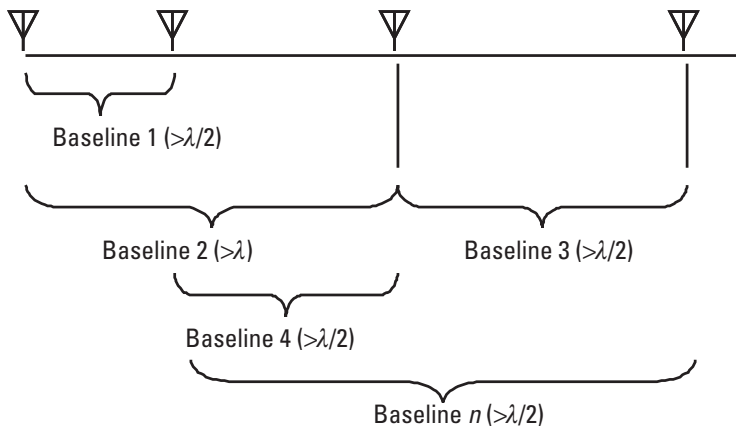 Baseline 1 (>λ/2)
Baseline 2 (>λ)
Baseline 3 (>λ/2)
Baseline 4 (>λ/2)
Baseline n (>λ/2)